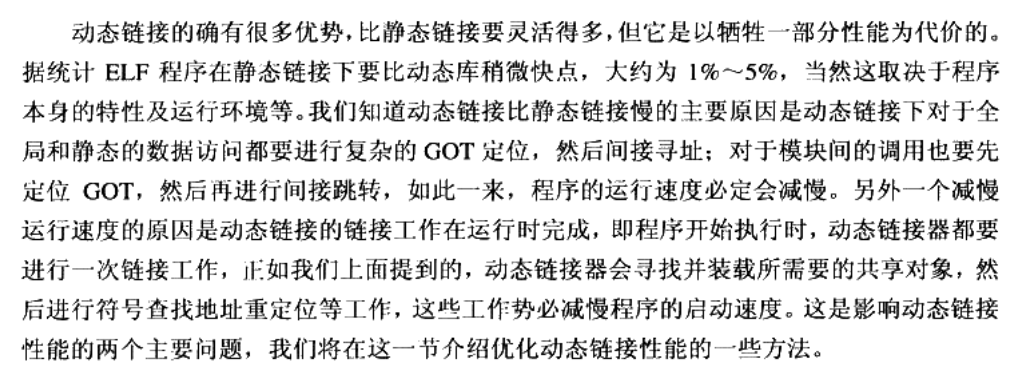 动态链接的确有很多优势，比静态链接要灵活得多，但它是以牺牲一部分性能为代价的。
据统计 ELF 程序在静态链接下要比动态库稍微快点，大约为 1%～5%，当然这取决于程序
本身的特性及运行环境等。我们知道动态链接比静态链接慢的主要原因是动态链接下对于全
局和静态的数据访问都要进行复杂的 GOT 定位，然后间接寻址；对于模块间的调用也要先
定位 GOT，然后再进行间接跳转，如此一来，程序的运行速度必定会减慢。另外一个减慢
运行速度的原因是动态链接的链接工作在运行时完成，即程序开始执行时，动态链接器都要
进行一次链接工作，正如我们上面提到的，动态链接器会寻找并装载所需要的共享对象，然
后进行符号查找地址重定位等工作，这些工作势必减慢程序的启动速度。这是影响动态链接
性能的两个主要问题，我们将在这一节介绍优化动态链接性能的一些方法。